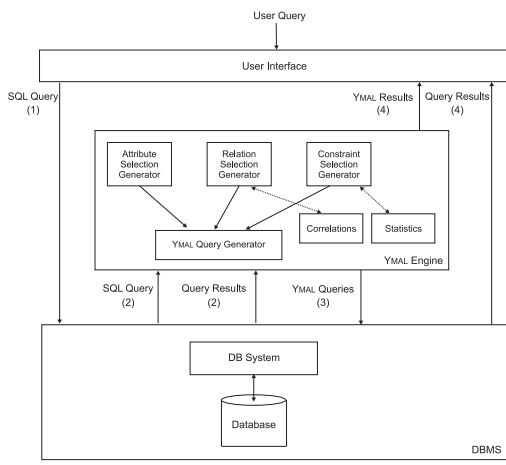 User Query
User Interface
SQL Query
(1)
YMAL Results
(4)
Query Results
(4)
Attribute
Selection
Generator
Relation
Selection
Generator
Constraint
Selection
Generator
Correlations
Statistics
YMAL Query Generator
YMAL Engine
SQL Query
(2)
Query Results
(2)
YMAL Queries
(3)
DB System
Database
DBMS